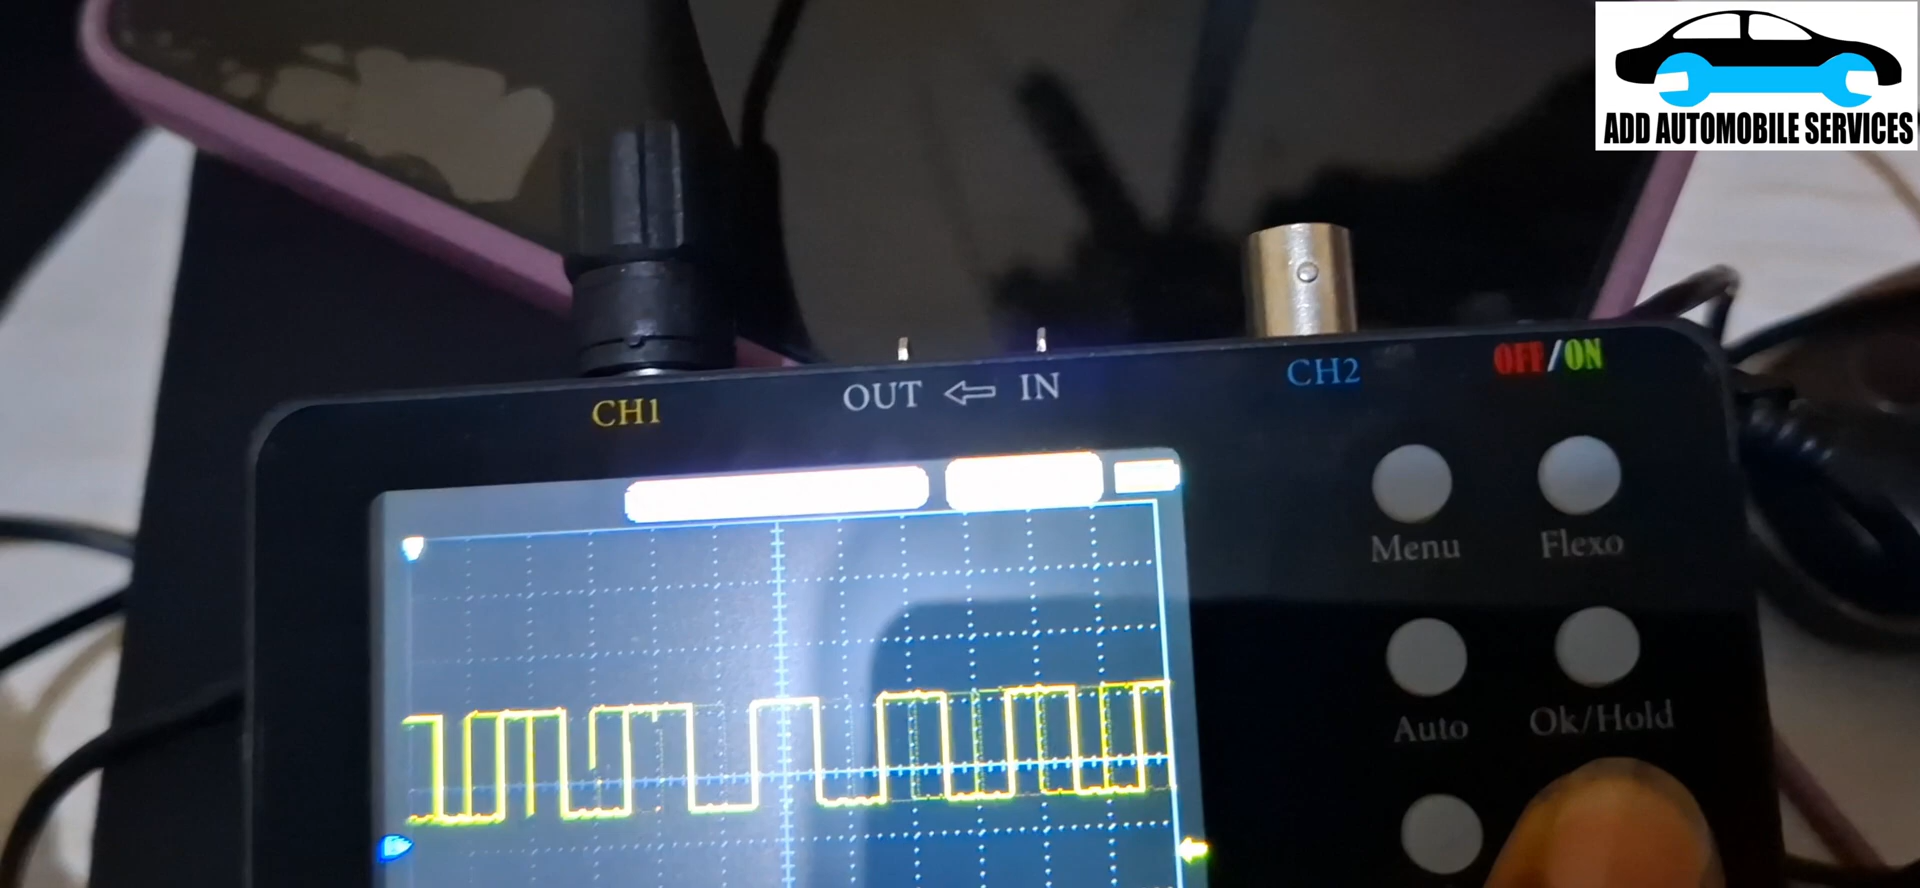 ADD AUTOMOBILE SERVICES
OFF/ON
CH1
OUT
IN
CH2
Menu
Flexo
Auto
Ok/Hold